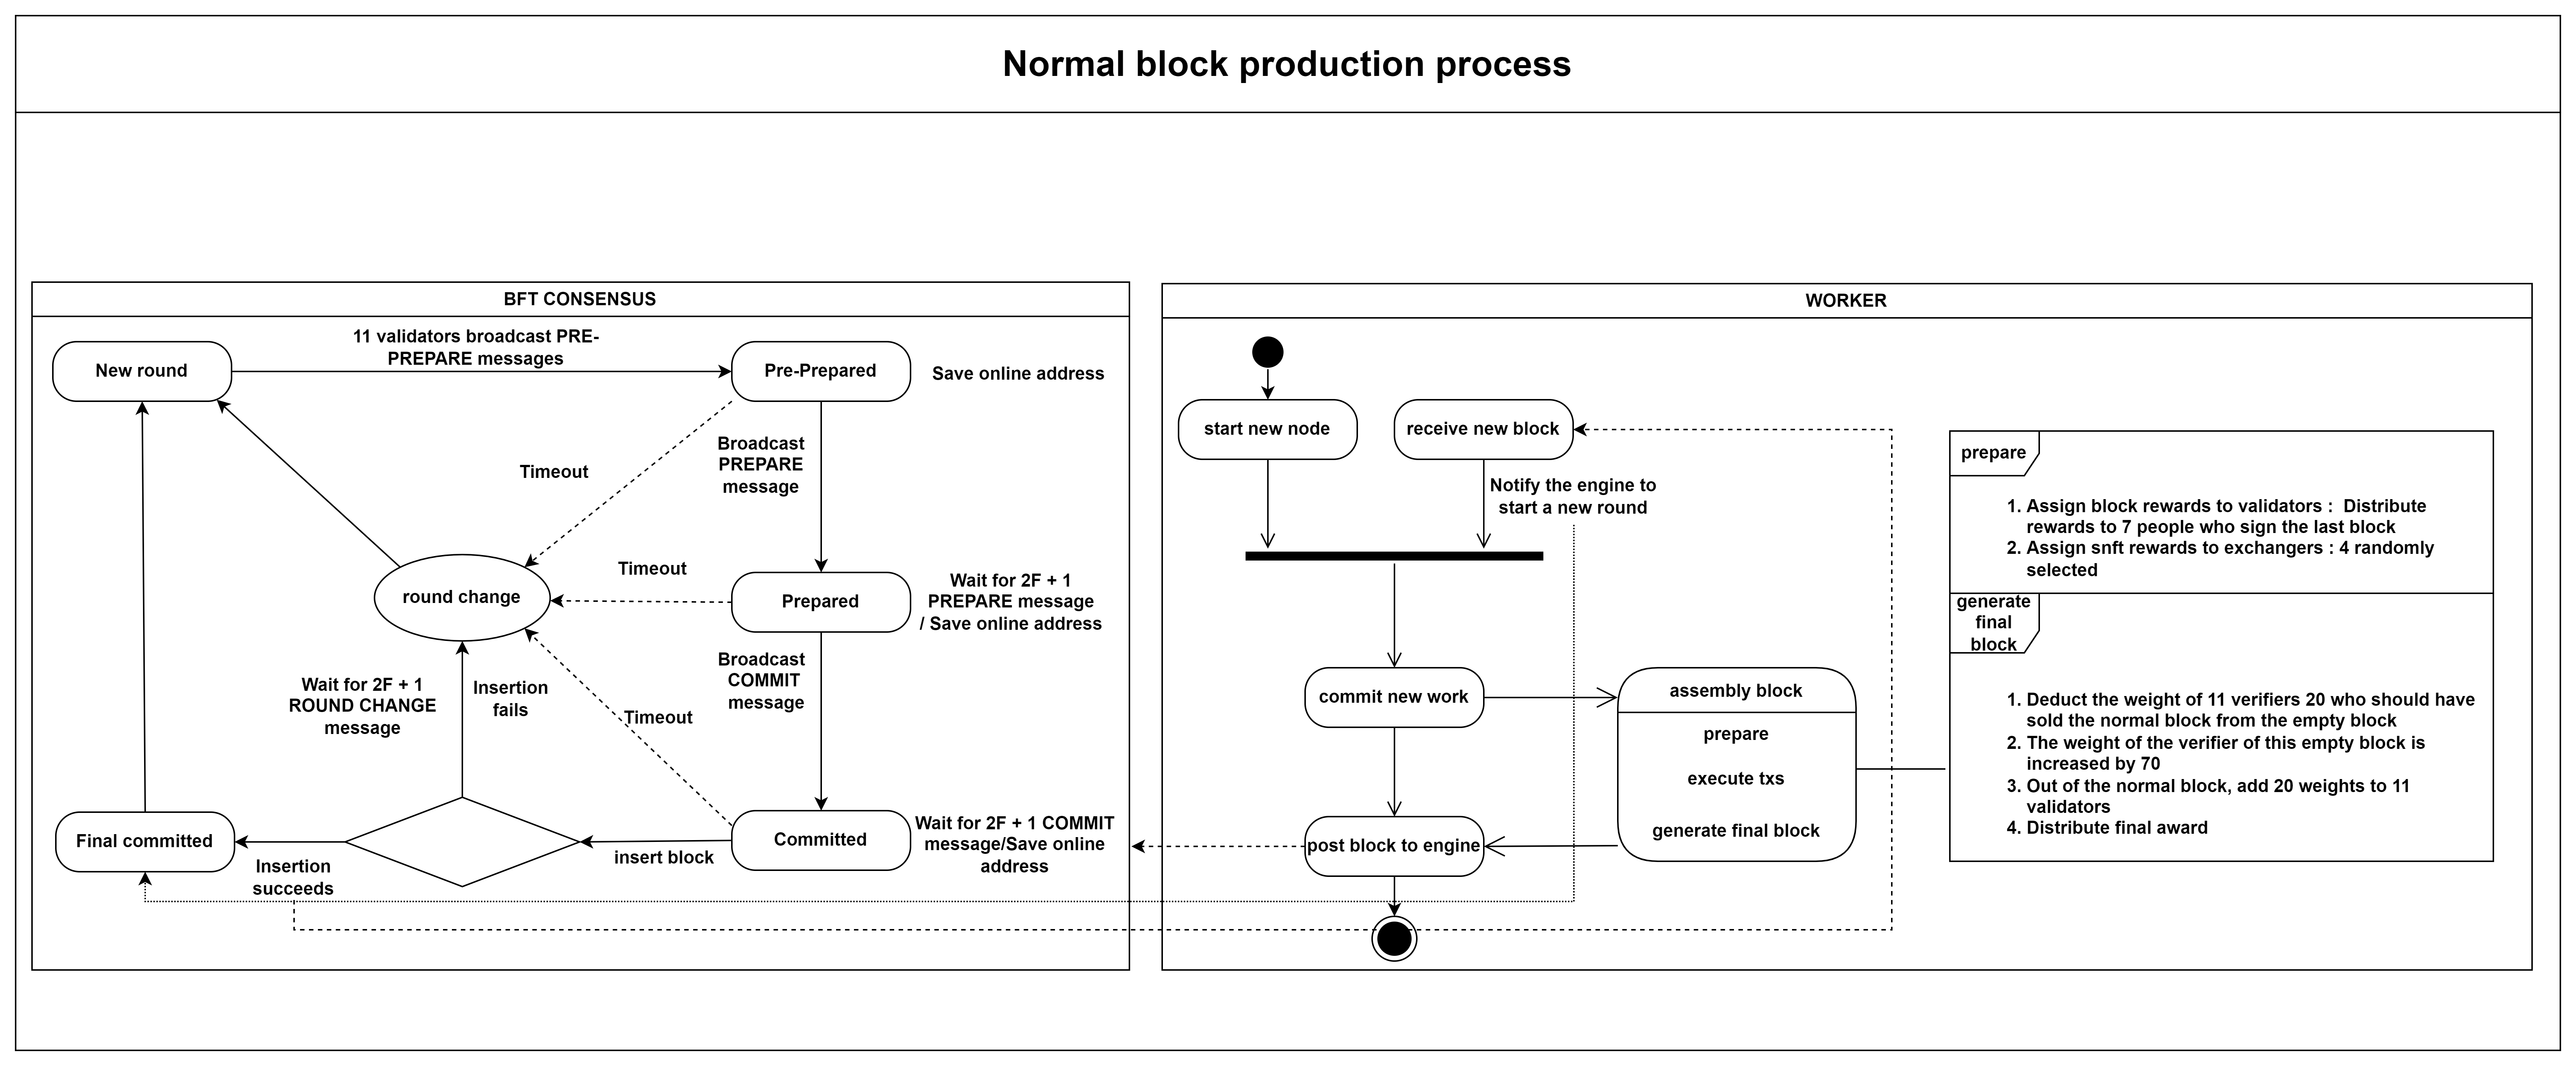 Normal block production process
BFT CONSENSUS
11 validators broadcast PRE-
PREPARE messages
New round
Pre-Prepared
Save online address
Broadcast
PREPARE
message
Timeout
Timeout
round change
Prepared
Wait for 2F + 1
PREPARE message
/ Save online address
Broadcast
COMMIT
message
Wait for 2F + 1
ROUND CHANGE
message
Insertion
fails
Timeout
Final committed
Insertion
succeeds
insert block
Committed
Wait for 2F + 1 COMMIT
message/Save online
address
WORKER
start new node
receive new block
Notify the engine to
start a new round
commit new work
post block to engine
assembly block
prepare
execute txs
generate final block
prepare
1. Assign block rewards to validators : Distribute
rewards to 7 people who sign the last block
2. Assign snft rewards to exchangers : 4 randomly
selected
generate
final
block
1. Deduct the weight of 11 verifiers 20 who should have
sold the normal block from the empty block
2. The weight of the verifier of this empty block is
increased by 70
3. Out of the normal block, add 20 weights to 11
validators
4. Distribute final award